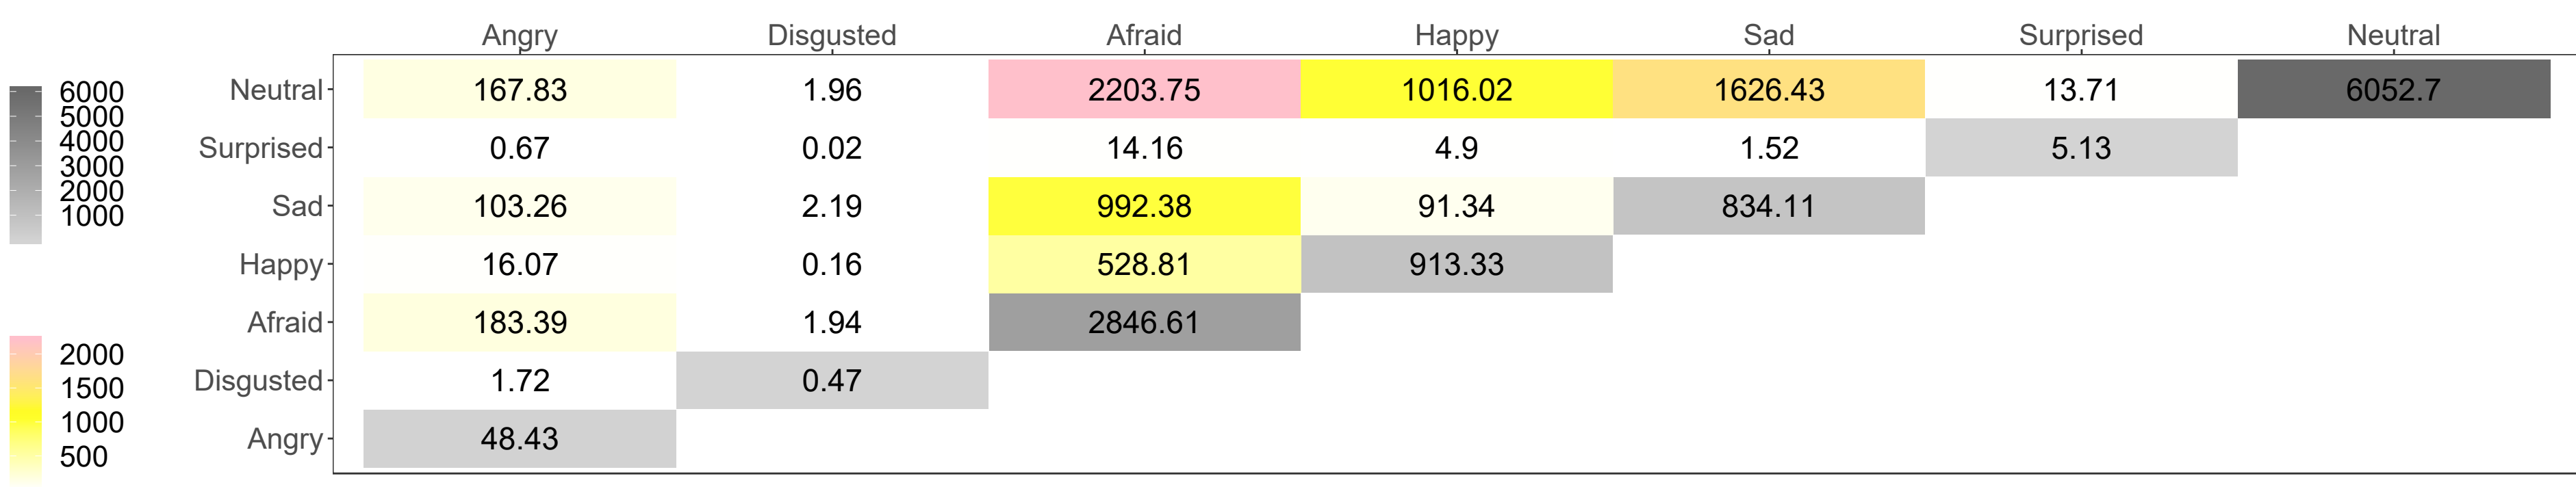 Angry Disgusted Afraid Happy Sad Surprised Neutral
6000
5000
4000
3000
2000
1000
2000
1500
1000
500
Neutral 167.83 1.96 2203.75 1016.02 1626.43 13.71 6052.7
Surprised 0.67 0.02 14.16 4.9 1.52 5.13
Sad 103.26 2.19 992.38 91.34 834.11
Happy 16.07 0.16 528.81 913.33
Afraid 183.39 1.94 2846.61
Disgusted 1.72 0.47
Angry 48.43